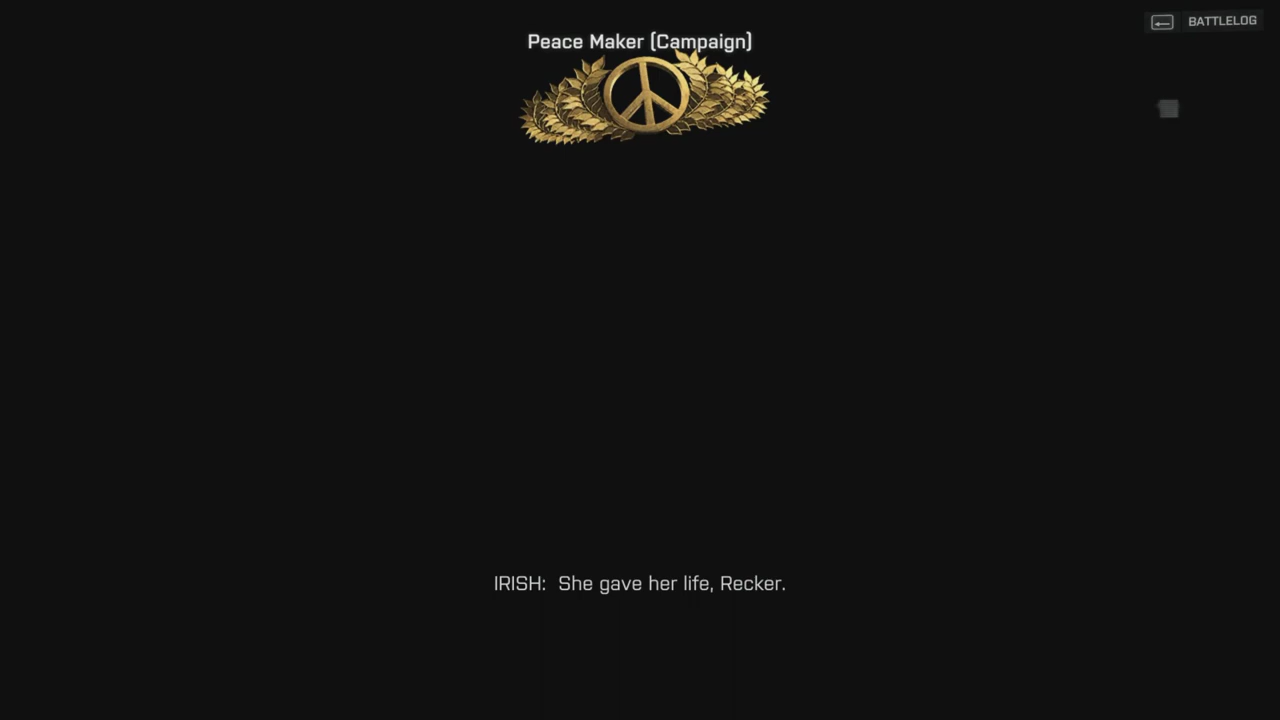 BATTLELOG
Peace Maker (Campaign)
IRISH: She gave her life, Recker.